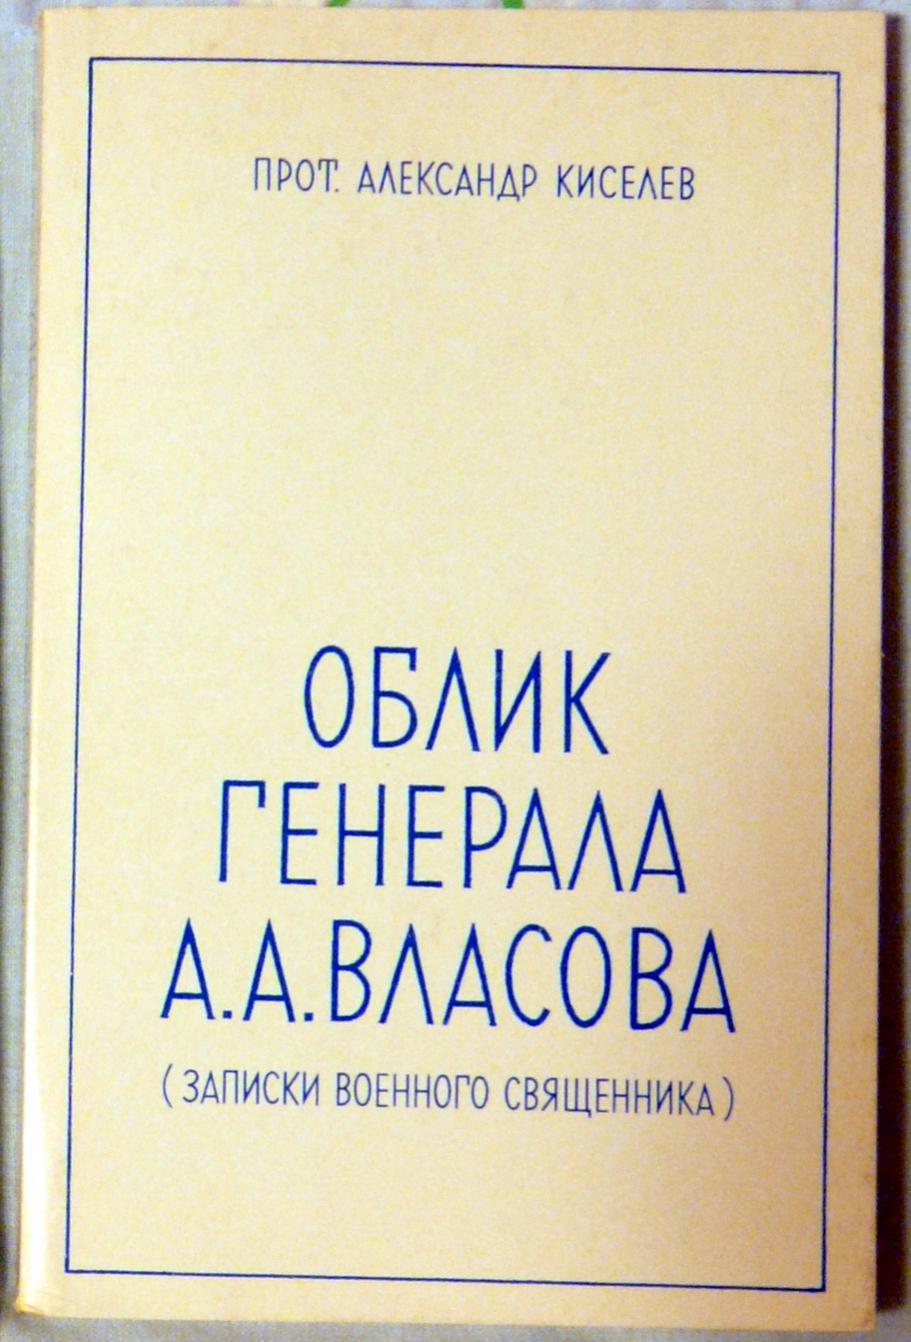 ПРОТ. АЛЕКСАНДР КИСЕЛЕВ
ОБЛИК
ГЕНЕРАЛА
А.А.ВЛАСОВА
(ЗАПИСКИ ВОЕННОГО СВЯЩЕННИКА)